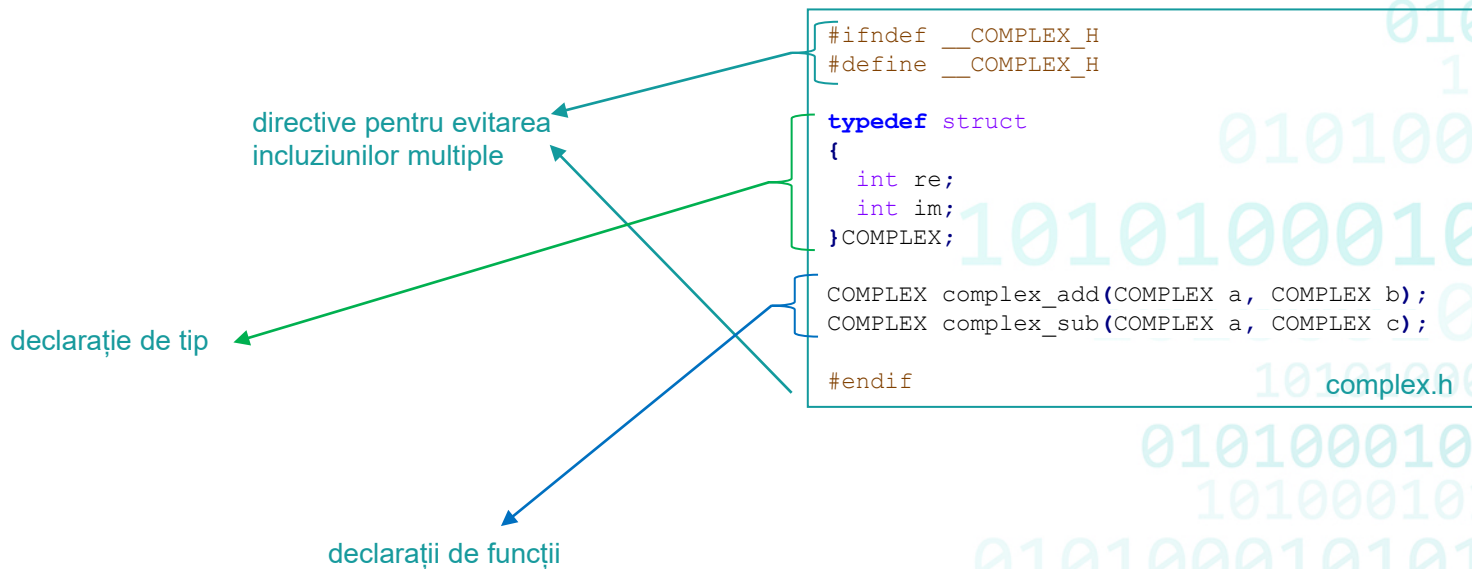 #ifndef __COMPLEX_H
#define __COMPLEX_H
typedef struct
{
int re;
int im;
}COMPLEX;
COMPLEX complex_add(COMPLEX a, COMPLEX b);
COMPLEX complex_sub(COMPLEX a, COMPLEX c);
#endif
complex.h
directive pentru evitarea
incluziunilor multiple
declarație de tip
declarații de funcții